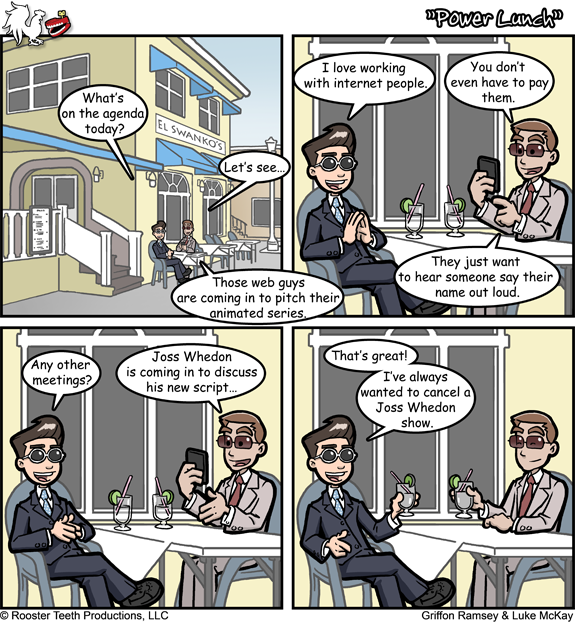 "Power Lunch"
What's
on the agenda
today?
EL SWANKO'S
Let's see...
Those web guys
are coming in to pitch their
animated series.
I love working
with internet people.
You don't
even have to pay
them.
They just want
to hear someone say their
name out loud.
Any other
meetings?
Joss Whedon
is coming in to discuss
his new script...
That's great!
I've always
wanted to cancel a
Joss Whedon
show.
© Rooster Teeth Productions, LLC
Griffon Ramsey & Luke McKay